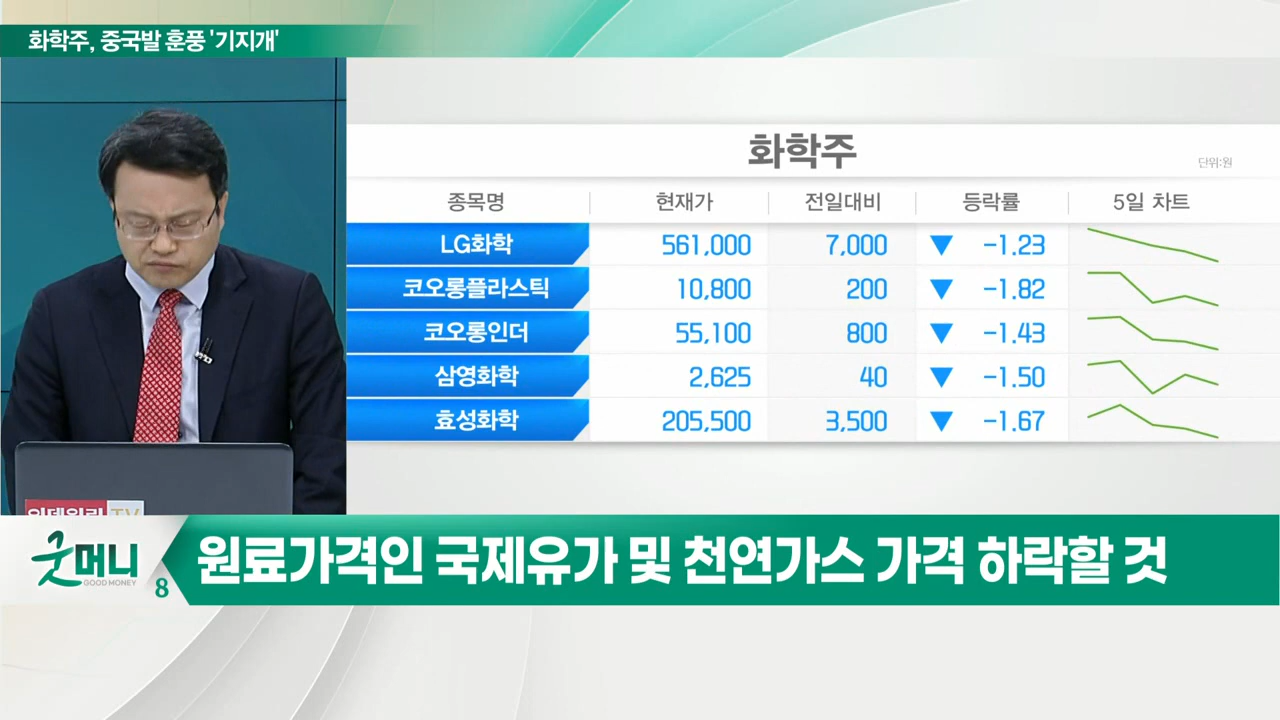 화학주, 중국발 훈풍 '기지개'
화학주
단위:원
종목명 현재가 전일대비 등락률 5일 차트
LG화학 561,000 7,000 ▼ -1.23
코오롱플라스틱 10,800 200 ▼ -1.82
코오롱인더 55,100 800 ▼ -1.43
삼영화학 2,625 40 ▼ -1.50
효성화학 205,500 3,500 ▼ -1.67
TV
굿머니
GOOD MONEY
8
원료가격인 국제유가 및 천연가스 가격 하락할 것